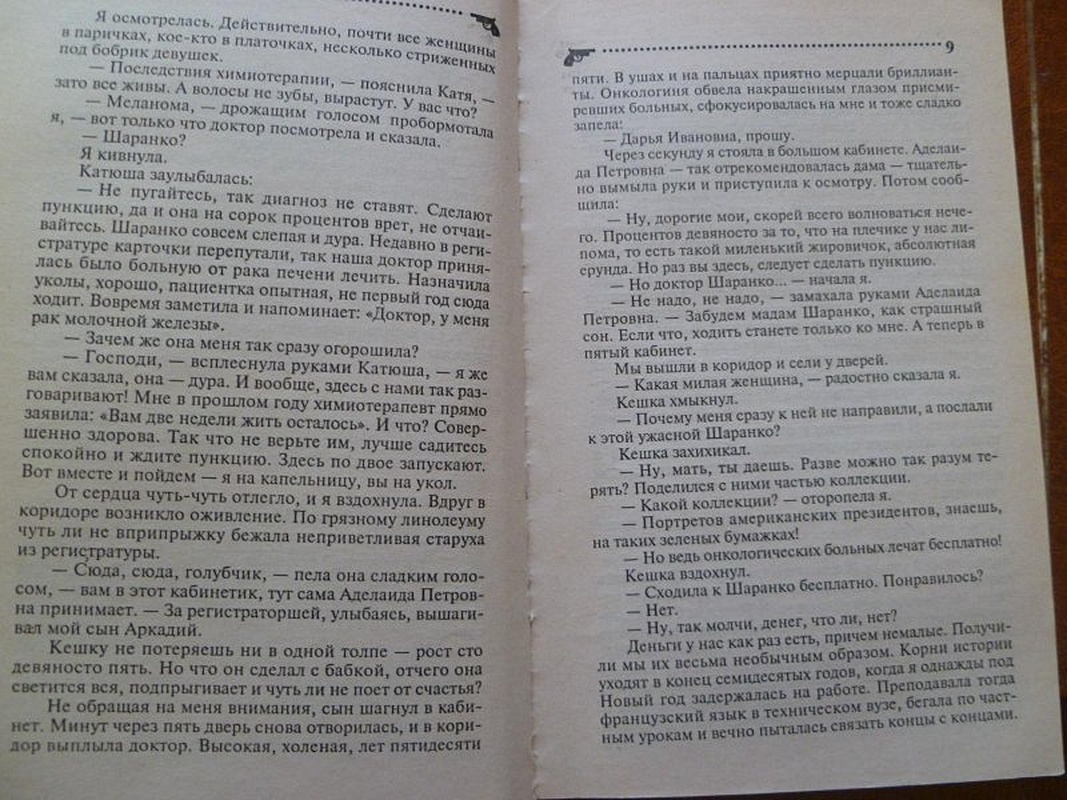 Я осмотрелась. Действительно, почти все женщины
в паричках, кое-кто в платочках, несколько стриженных
под бобрик девушек.
— Последствия химиотерапии, — пояснила Катя, —
зато все живы. А волосы не зубы, вырастут. У вас что?
— Меланома, — дрожащим голосом пробормотала
я, — вот только что доктор посмотрела и сказала.
— Шаранко?
Я кивнула.
Катюша заулыбалась:
— Не пугайтесь, так диагноз не ставят. Сделают
пункцию, да и она на сорок процентов врет, не отчаи-
вайтесь. Шаранко совсем слепая и дура. Недавно в реги-
стратуре карточки перепутали, так наша доктор приня-
лась было больную от рака печени лечить. Назначила
уколы, хорошо, пациентка опытная, не первый год сюда
ходит. Вовремя заметила и напоминает: «Доктор, у меня
рак молочной железы».
— Зачем же она меня так сразу огорошила?
— Господи, — всплеснула руками Катюша, — я же
вам сказала, она — дура. И вообще, здесь с нами так раз-
говаривают! Мне в прошлом году химиотерапевт прямо
заявила: «Вам две недели жить осталось». И что? Совер-
шенно здорова. Так что не верьте им, лучше садитесь
спокойно и ждите пункцию. Здесь по двое запускают.
Вот вместе и пойдем — я на капельницу, вы на укол.
От сердца чуть-чуть отлегло, и я вздохнула. Вдруг в
коридоре возникло оживление. По грязному линолеуму
чуть ли не вприпрыжку бежала неприветливая старуха
из регистратуры.
— Сюда, сюда, голубчик, — пела она сладким голо-
сом, — вам в этот кабинетик, тут сама Аделаида Петров-
на принимает. — За регистраторшей, улыбаясь, вышаги-
вал мой сын Аркадий.
Кешку не потеряешь ни в одной толпе — рост сто
девяносто пять. Но что он сделал с бабкой, отчего она
светится вся, подпрыгивает и чуть ли не поет от счастья?
Не обращая на меня внимания, сын шагнул в каби-
нет. Минут через пять дверь снова отворилась, и в кори-
дор выплыла доктор. Высокая, холеная, лет пятидесяти
9
пяти. В ушах и на пальцах приятно мерцали бриллиан-
ты. Онкологиня обвела накрашенным глазом присми-
ревших больных, сфокусировалась на мне и тоже сладко
запела:
— Дарья Ивановна, прошу.
Через секунду я стояла в большом кабинете. Аделаи-
да Петровна — так отрекомендовалась дама — тщатель-
но вымыла руки и приступила к осмотру. Потом сооб-
щила:
— Ну, дорогие мои, скорей всего волноваться нече-
го. Процентов девяносто за то, что на плечике у нас ли-
пома, то есть такой миленький жировичок, абсолютная
ерунда. Но раз вы здесь, следует сделать пункцию.
— Но доктор Шаранко... — начала я.
— Не надо, не надо, — замахала руками Аделаида
Петровна. — Забудем мадам Шаранко, как страшный
сон. Если что, ходить станете только ко мне. А теперь в
пятый кабинет.
Мы вышли в коридор и сели у дверей.
— Какая милая женщина, — радостно сказала я.
Кешка хмыкнул.
— Почему меня сразу к ней не направили, а послали
к этой ужасной Шаранко?
Кешка захихикал.
— Ну, мать, ты даешь. Разве можно так разум те-
рять? Поделился с ними частью коллекции.
— Какой коллекции? — оторопела я.
— Портретов американских президентов, знаешь,
на таких зеленых бумажках!
— Но ведь онкологических больных лечат бесплатно!
Кешка вздохнул.
— Сходила к Шаранко бесплатно. Понравилось?
— Нет.
— Ну, так молчи, денег, что ли, нет?
Деньги у нас как раз есть, причем немалые. Получи-
ли мы их весьма необычным образом. Корни истории
уходят в конец семидесятых годов, когда я однажды под
Новый год задержалась на работе. Преподавала тогда
французский язык в техническом вузе, бегала по част-
ным урокам и вечно пыталась связать концы с концами.